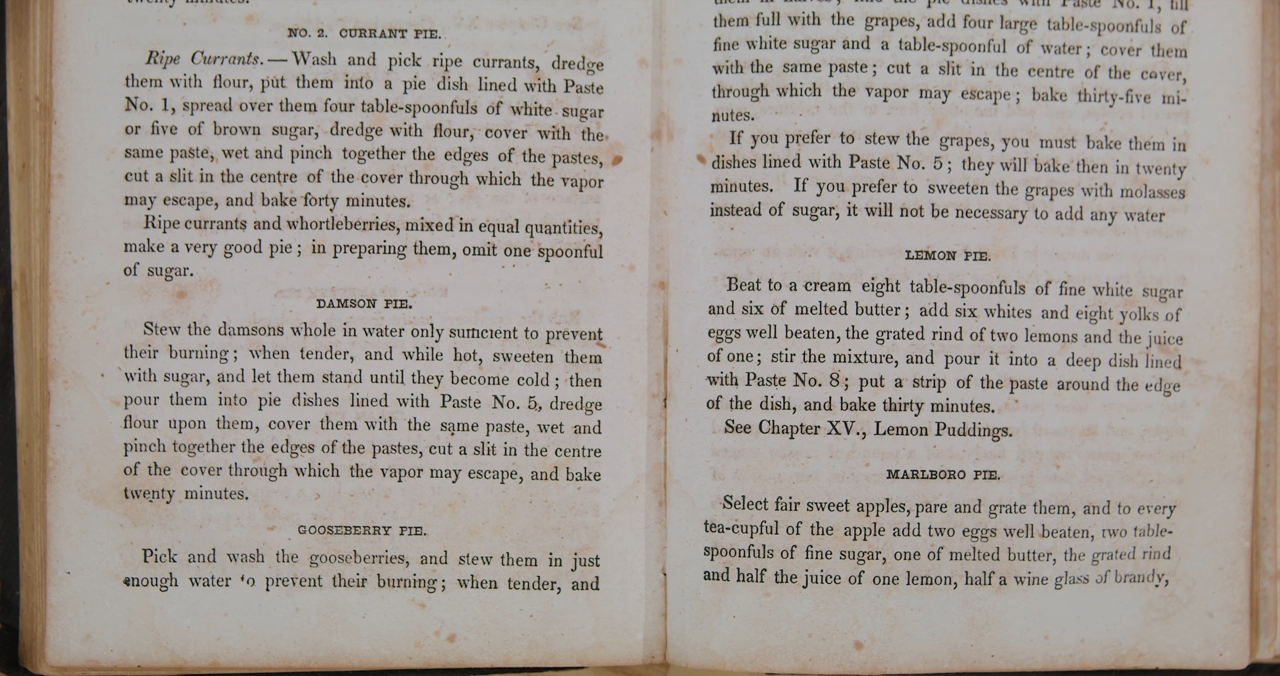 twenty minutes.
NO. 2. CURRANT PIE.
Ripe Currants. — Wash and pick ripe currants, dredge
them with flour, put them into a pie dish lined with Paste
No. 1, spread over them four table-spoonfuls of white sugar
or five of brown sugar, dredge with flour, cover with the
same paste, wet and pinch together the edges of the pastes,
cut a slit in the centre of the cover through which the vapor
may escape, and bake forty minutes.
Ripe currants and whortleberries, mixed in equal quantities,
make a very good pie; in preparing them, omit one spoonful
of sugar.
DAMSON PIE.
Stew the damsons whole in water only sufficient to prevent
their burning; when tender, and while hot, sweeten them
with sugar, and let them stand until they become cold; then
pour them into pie dishes lined with Paste No. 5, dredge
flour upon them, cover them with the same paste, wet and
pinch together the edges of the pastes, cut a slit in the centre
of the cover through which the vapor may escape, and bake
twenty minutes.
GOOSEBERRY PIE.
Pick and wash the gooseberries, and stew them in just
enough water to prevent their burning; when tender, and
them in halves; into the pie dishes with Paste No. 1, fill
them full with the grapes, add four large table-spoonfuls of
fine white sugar and a table-spoonful of water; cover them
with the same paste; cut a slit in the centre of the cover,
through which the vapor may escape; bake thirty-five mi-
nutes.
If you prefer to stew the grapes, you must bake them in
dishes lined with Paste No. 5; they will bake then in twenty
minutes. If you prefer to sweeten the grapes with molasses
instead of sugar, it will not be necessary to add any water
LEMON PIE.
Beat to a cream eight table-spoonfuls of fine white sugar
and six of melted butter; add six whites and eight yolks of
eggs well beaten, the grated rind of two lemons and the juice
of one; stir the mixture, and pour it into a deep dish lined
with Paste No. 8; put a strip of the paste around the edge
of the dish, and bake thirty minutes.
See Chapter XV., Lemon Puddings.
MARLBORO PIE.
Select fair sweet apples, pare and grate them, and to every
tea-cupful of the apple add two eggs well beaten, two table-
spoonfuls of fine sugar, one of melted butter, the grated rind
and half the juice of one lemon, half a wine glass of brandy,